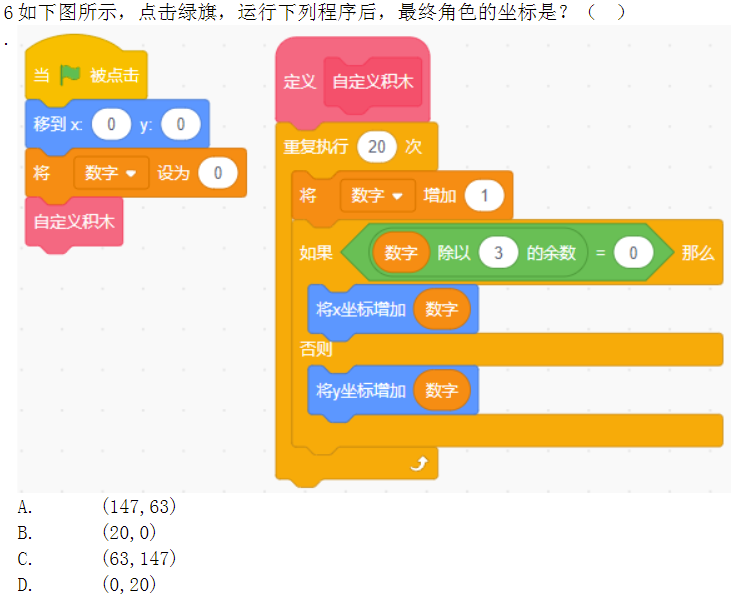 6如下图所示，点击绿旗，运行下列程序后，最终角色的坐标是？（ ）
.
当 被点击
移到 x: 0 y: 0
将 数字 设为 0
自定义积木
定义 自定义积木
重复执行 20 次
将 数字 增加 1
如果 数字 除以 3 的余数 = 0 那么
将x坐标增加 数字
否则
将y坐标增加 数字
A. (147,63)
B. (20,0)
C. (63,147)
D. (0,20)